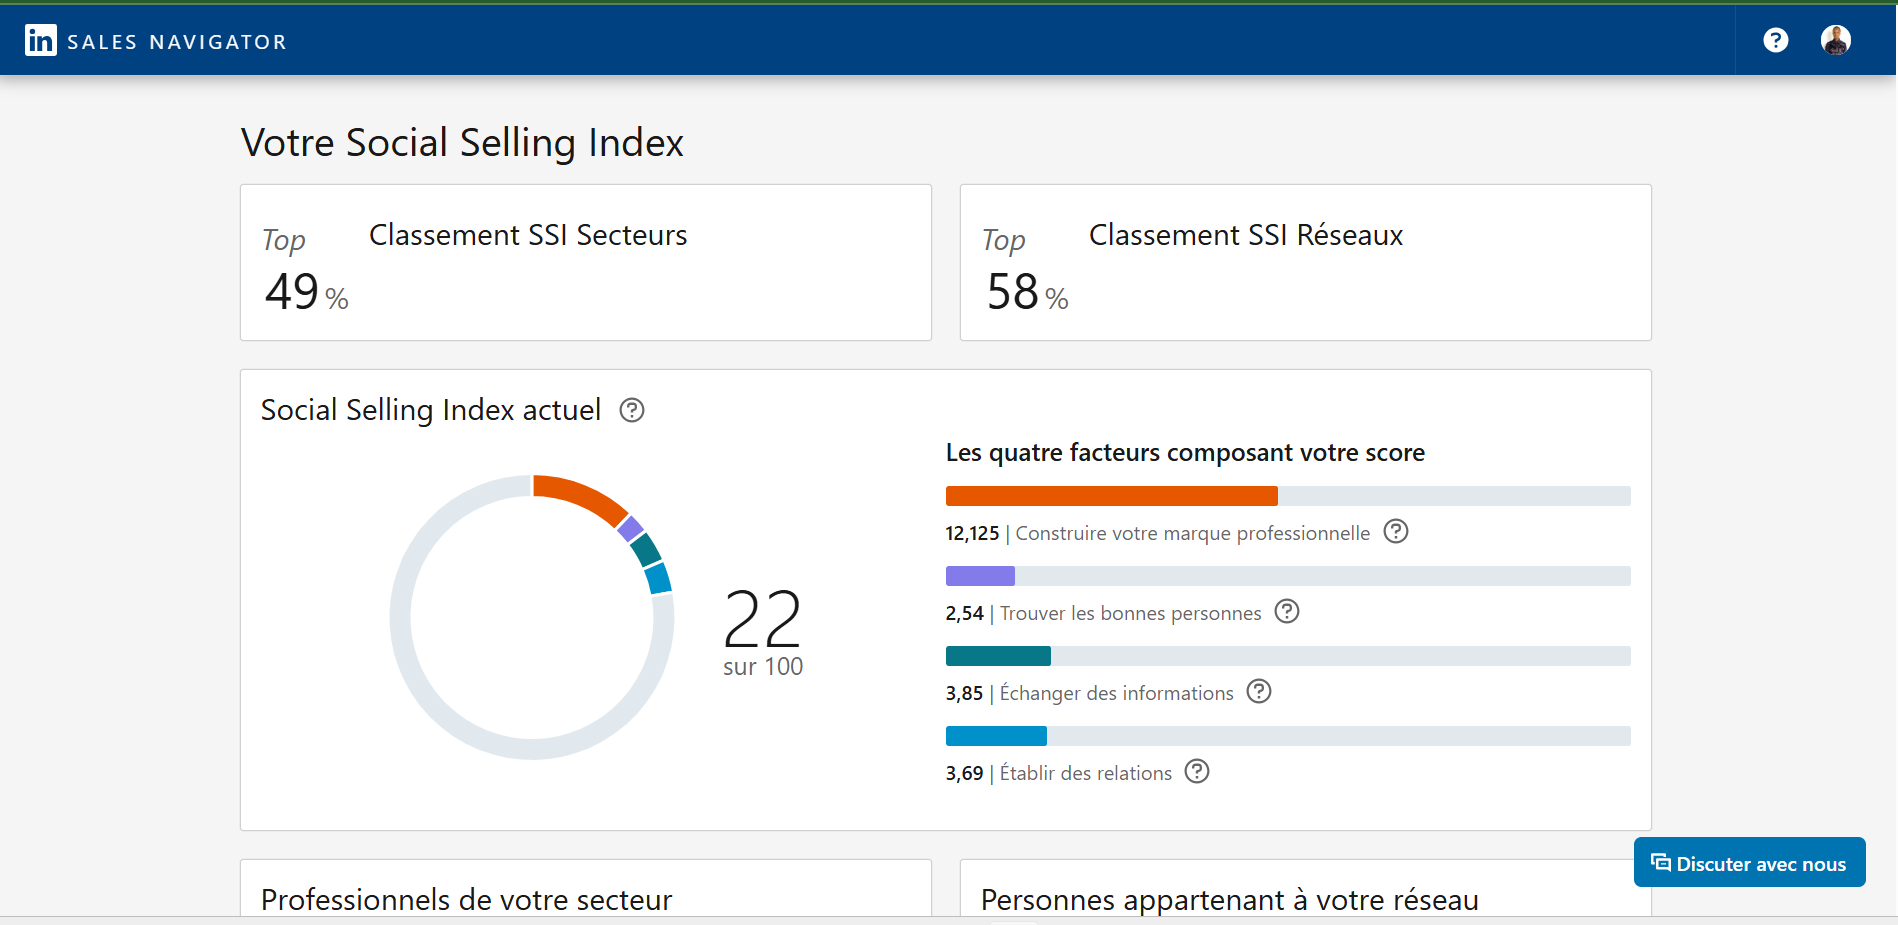 in SALES NAVIGATOR
?
Votre Social Selling Index
Top
Classement SSI Secteurs
49 %
Top
Classement SSI Réseaux
58 %
Social Selling Index actuel ?
22
sur 100
Les quatre facteurs composant votre score
12,125 | Construire votre marque professionnelle ?
2,54 | Trouver les bonnes personnes ?
3,85 | Échanger des informations ?
3,69 | Établir des relations ?
Discuter avec nous
Professionnels de votre secteur
Personnes appartenant à votre réseau